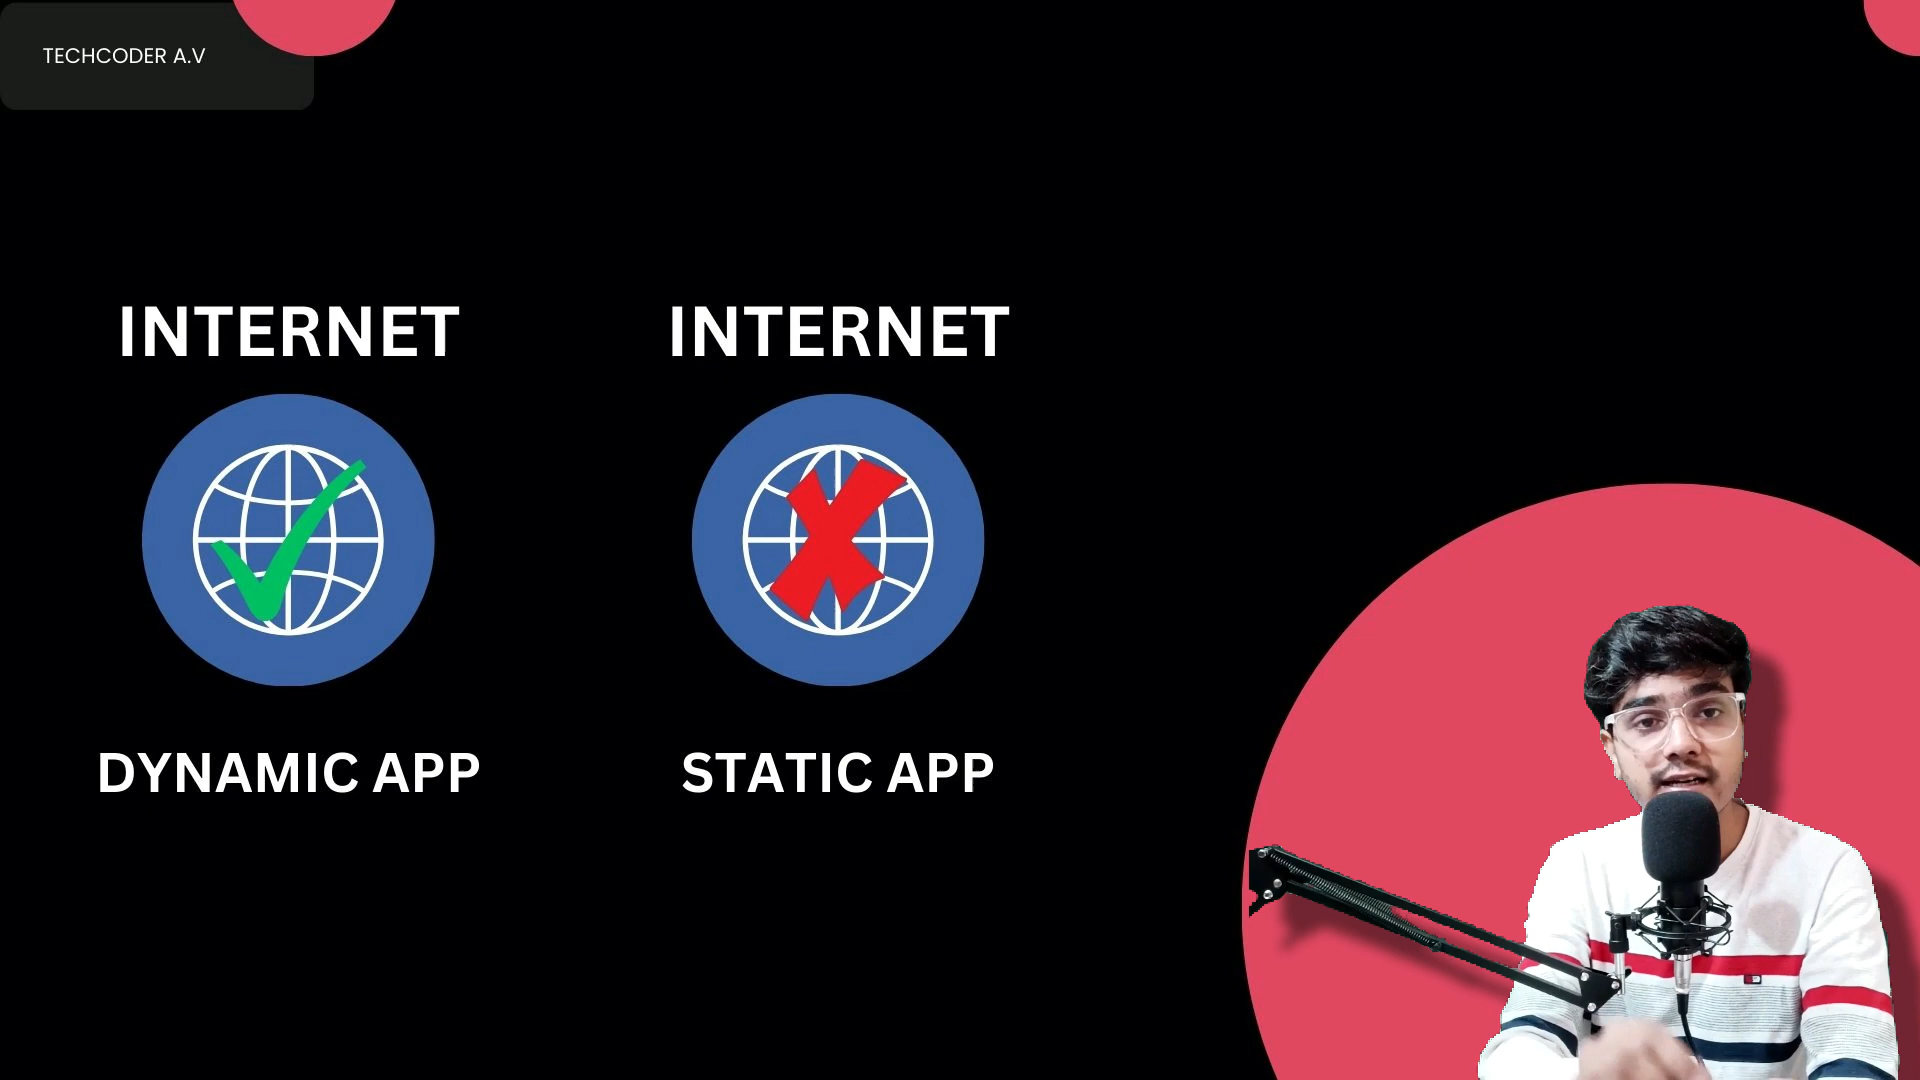 TECHCODER A.V
INTERNET
INTERNET
DYNAMIC APP
STATIC APP